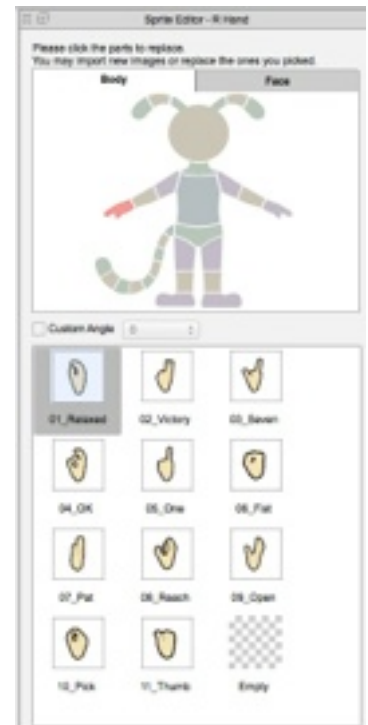 Sprite Editor - R Hand
Please click the parts to replace.
You may import new images or replace the ones you picked.
Body Face
Custom Angle 0
01_Relaxed 02_Victory 03_Seven
04_OK 05_One 06_Fist
07_Pat 08_Reach 09_Open
10_Pick 11_Thumb Empty